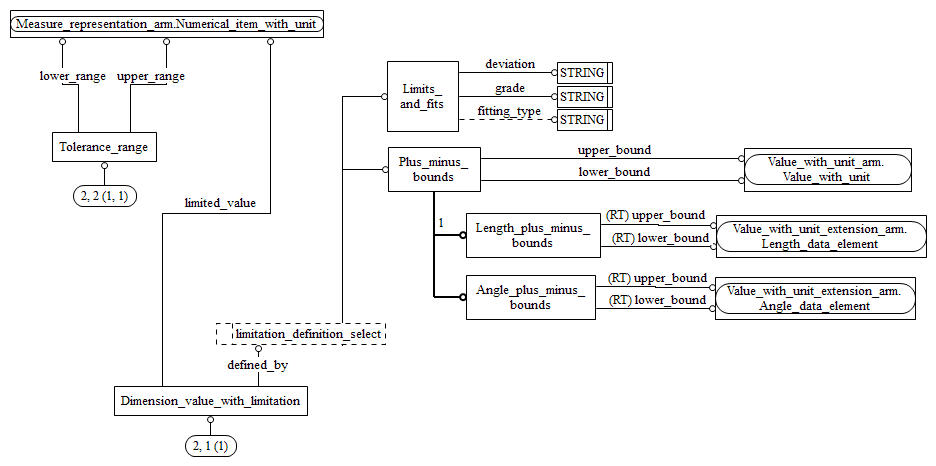 Measure_representation_arm.Numerical_item_with_unit
lower_range
upper_range
Tolerance_range
2, 2 (1, 1)
limited_value
Limits_
and_fits
deviation
STRING
grade
STRING
fitting_type
STRING
Plus_minus_
bounds
upper_bound
lower_bound
Value_with_unit_arm.
Value_with_unit
1
Length_plus_minus_
bounds
(RT) upper_bound
(RT) lower_bound
Value_with_unit_extension_arm.
Length_data_element
Angle_plus_minus_
bounds
(RT) upper_bound
(RT) lower_bound
Value_with_unit_extension_arm.
Angle_data_element
limitation_definition_select
defined_by
Dimension_value_with_limitation
2, 1 (1)